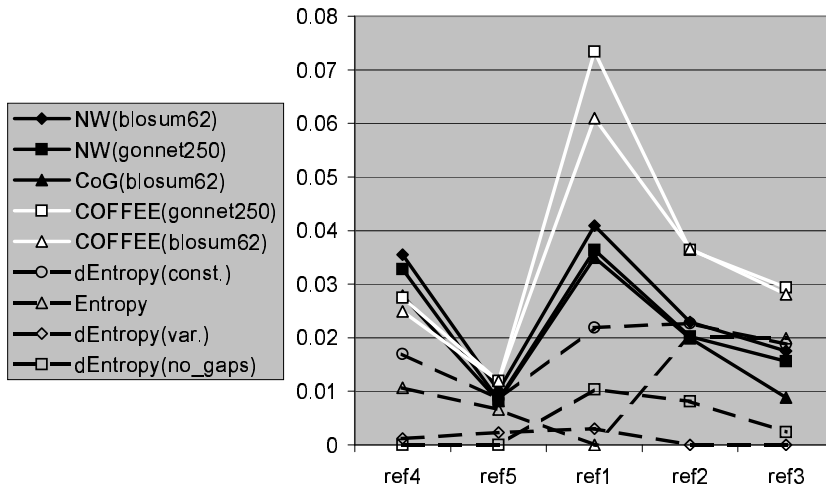 0.08
0.07
0.06
0.05
0.04
0.03
0.02
0.01
0
NW(blosum62)
NW(gonnet250)
CoG(blosum62)
COFFEE(gonnet250)
COFFEE(blosum62)
dEntropy(const.)
Entropy
dEntropy(var.)
dEntropy(no_gaps)
ref4 ref5 ref1 ref2 ref3